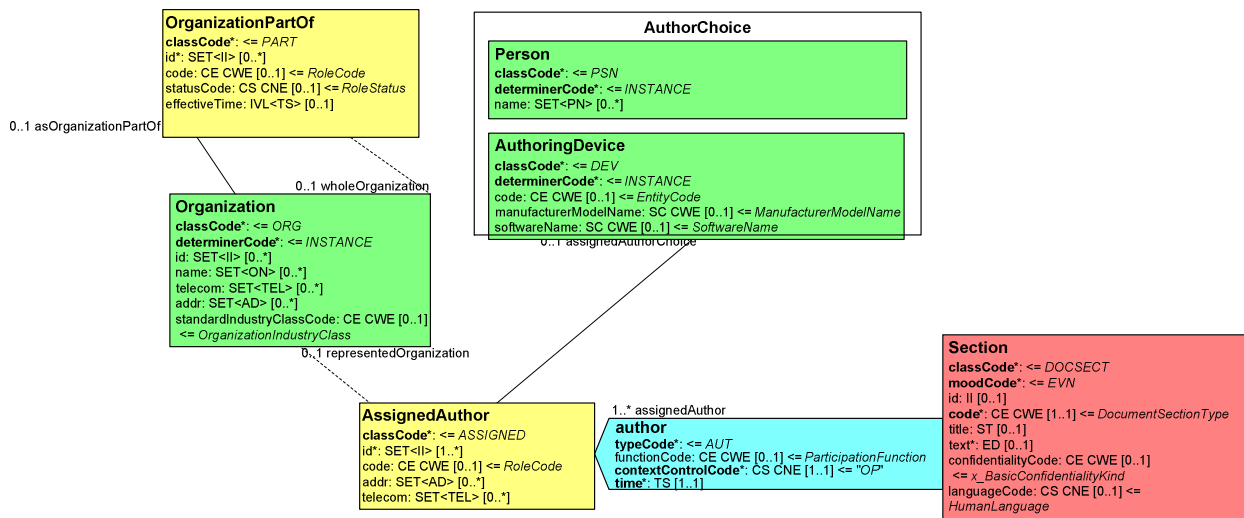 OrganizationPartOf
classCode*: <= PART
id*: SET<II> [0..*]
code: CE CWE [0..1] <= RoleCode
statusCode: CS CNE [0..1] <= RoleStatus
effectiveTime: IVL<TS> [0..1]
0..1 asOrganizationPartOf
0..1 wholeOrganization
Organization
classCode*: <= ORG
determinerCode*: <= INSTANCE
id: SET<II> [0..*]
name: SET<ON> [0..*]
telecom: SET<TEL> [0..*]
addr: SET<AD> [0..*]
standardIndustryClassCode: CE CWE [0..1]
<= OrganizationIndustryClass
0..1 representedOrganization
AuthorChoice
Person
classCode*: <= PSN
determinerCode*: <= INSTANCE
name: SET<PN> [0..*]
AuthoringDevice
classCode*: <= DEV
determinerCode*: <= INSTANCE
code: CE CWE [0..1] <= EntityCode
manufacturerModelName: SC CWE [0..1] <= ManufacturerModelName
softwareName: SC CWE [0..1] <= SoftwareName
0..1 assignedAuthorChoice
AssignedAuthor
classCode*: <= ASSIGNED
id*: SET<II> [1..*]
code: CE CWE [0..1] <= RoleCode
addr: SET<AD> [0..*]
telecom: SET<TEL> [0..*]
1..* assignedAuthor
author
typeCode*: <= AUT
functionCode: CE CWE [0..1] <= ParticipationFunction
contextControlCode*: CS CNE [1..1] <= "OP"
time*: TS [1..1]
Section
classCode*: <= DOCSECT
moodCode*: <= EVN
id: II [0..1]
code*: CE CWE [1..1] <= DocumentSectionType
title: ST [0..1]
text*: ED [0..1]
confidentialityCode: CE CWE [0..1]
<= x_BasicConfidentialityKind
languageCode: CS CNE [0..1] <=
HumanLanguage